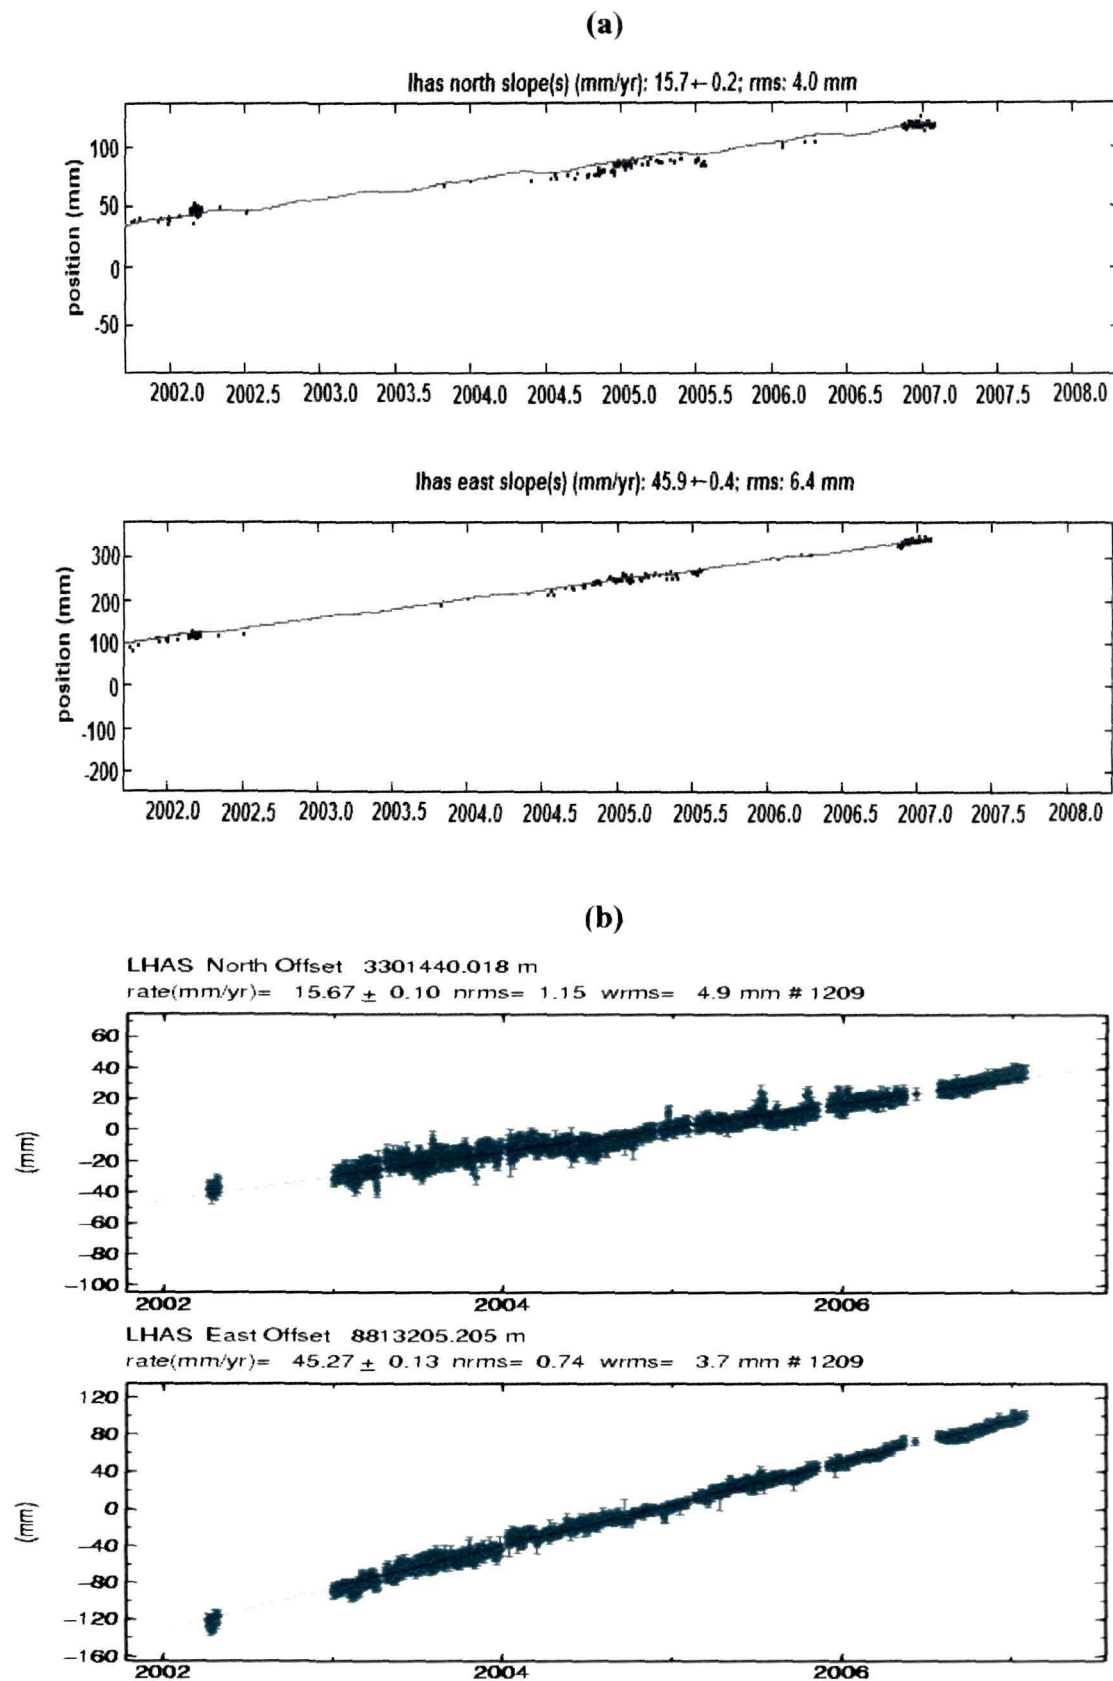 (a)
lhas north slope(s) (mm/yr): 15.7+-0.2; rms: 4.0 mm
position (mm)
100
50
0
-50
2002.0 2002.5 2003.0 2003.5 2004.0 2004.5 2005.0 2005.5 2006.0 2006.5 2007.0 2007.5 2008.0
lhas east slope(s) (mm/yr): 45.9+-0.4; rms: 6.4 mm
position (mm)
300
200
100
0
-100
-200
2002.0 2002.5 2003.0 2003.5 2004.0 2004.5 2005.0 2005.5 2006.0 2006.5 2007.0 2007.5 2008.0
(b)
LHAS North Offset 3301440.018 m
rate(mm/yr)= 15.67 ± 0.10 nrms= 1.15 wrms= 4.9 mm # 1209
(mm)
60
40
20
0
-20
-40
-60
-80
-100
2002 2004 2006
LHAS East Offset 8813205.205 m
rate(mm/yr)= 45.27 ± 0.13 nrms= 0.74 wrms= 3.7 mm # 1209
(mm)
120
80
40
0
-40
-80
-120
-160
2002 2004 2006